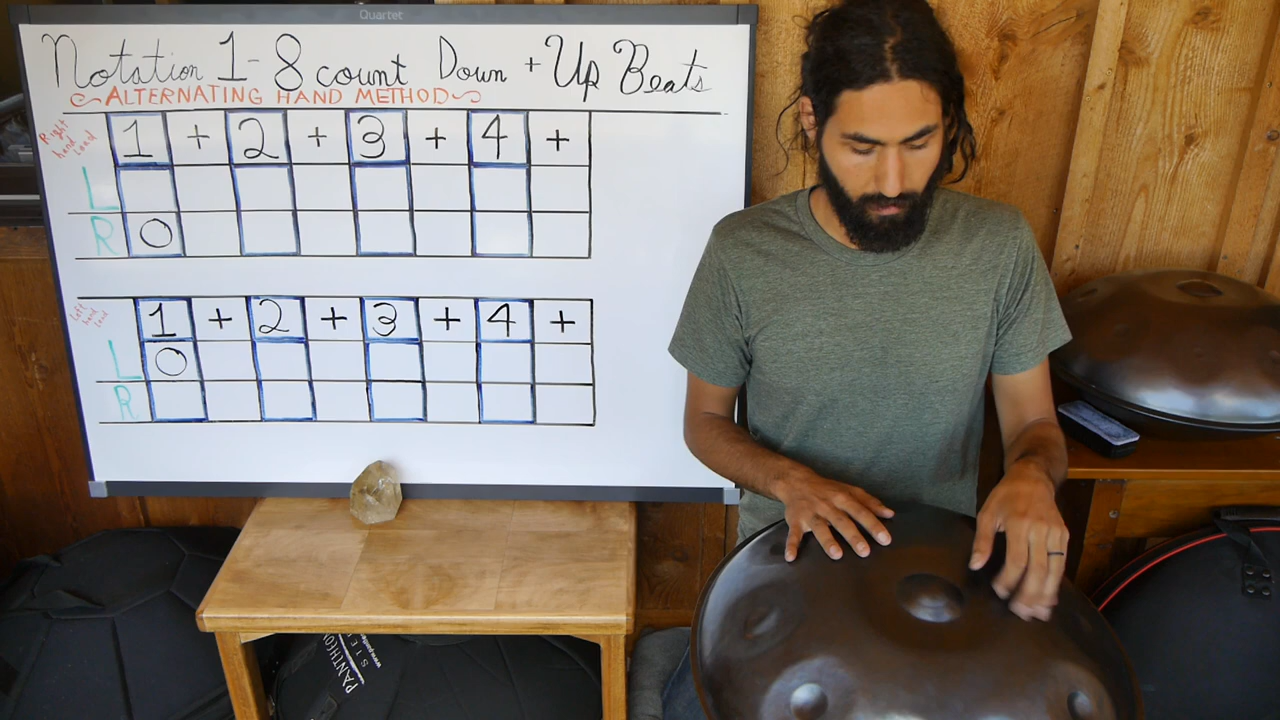 Quartet
Notation 1-8 count Down + Up Beats
ALTERNATING HAND METHOD
Right hand Lead
1 + 2 + 3 + 4 +
L
R O
Left hand lead
1 + 2 + 3 + 4 +
L O
R
PANTHEON
STEEL